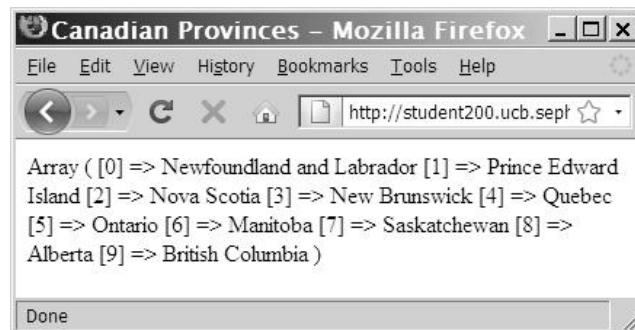 Canadian Provinces – Mozilla Firefox
File Edit View History Bookmarks Tools Help
http://student200.ucb.seph
Array ( [0] => Newfoundland and Labrador [1] => Prince Edward
Island [2] => Nova Scotia [3] => New Brunswick [4] => Quebec
[5] => Ontario [6] => Manitoba [7] => Saskatchewan [8] =>
Alberta [9] => British Columbia )
Done